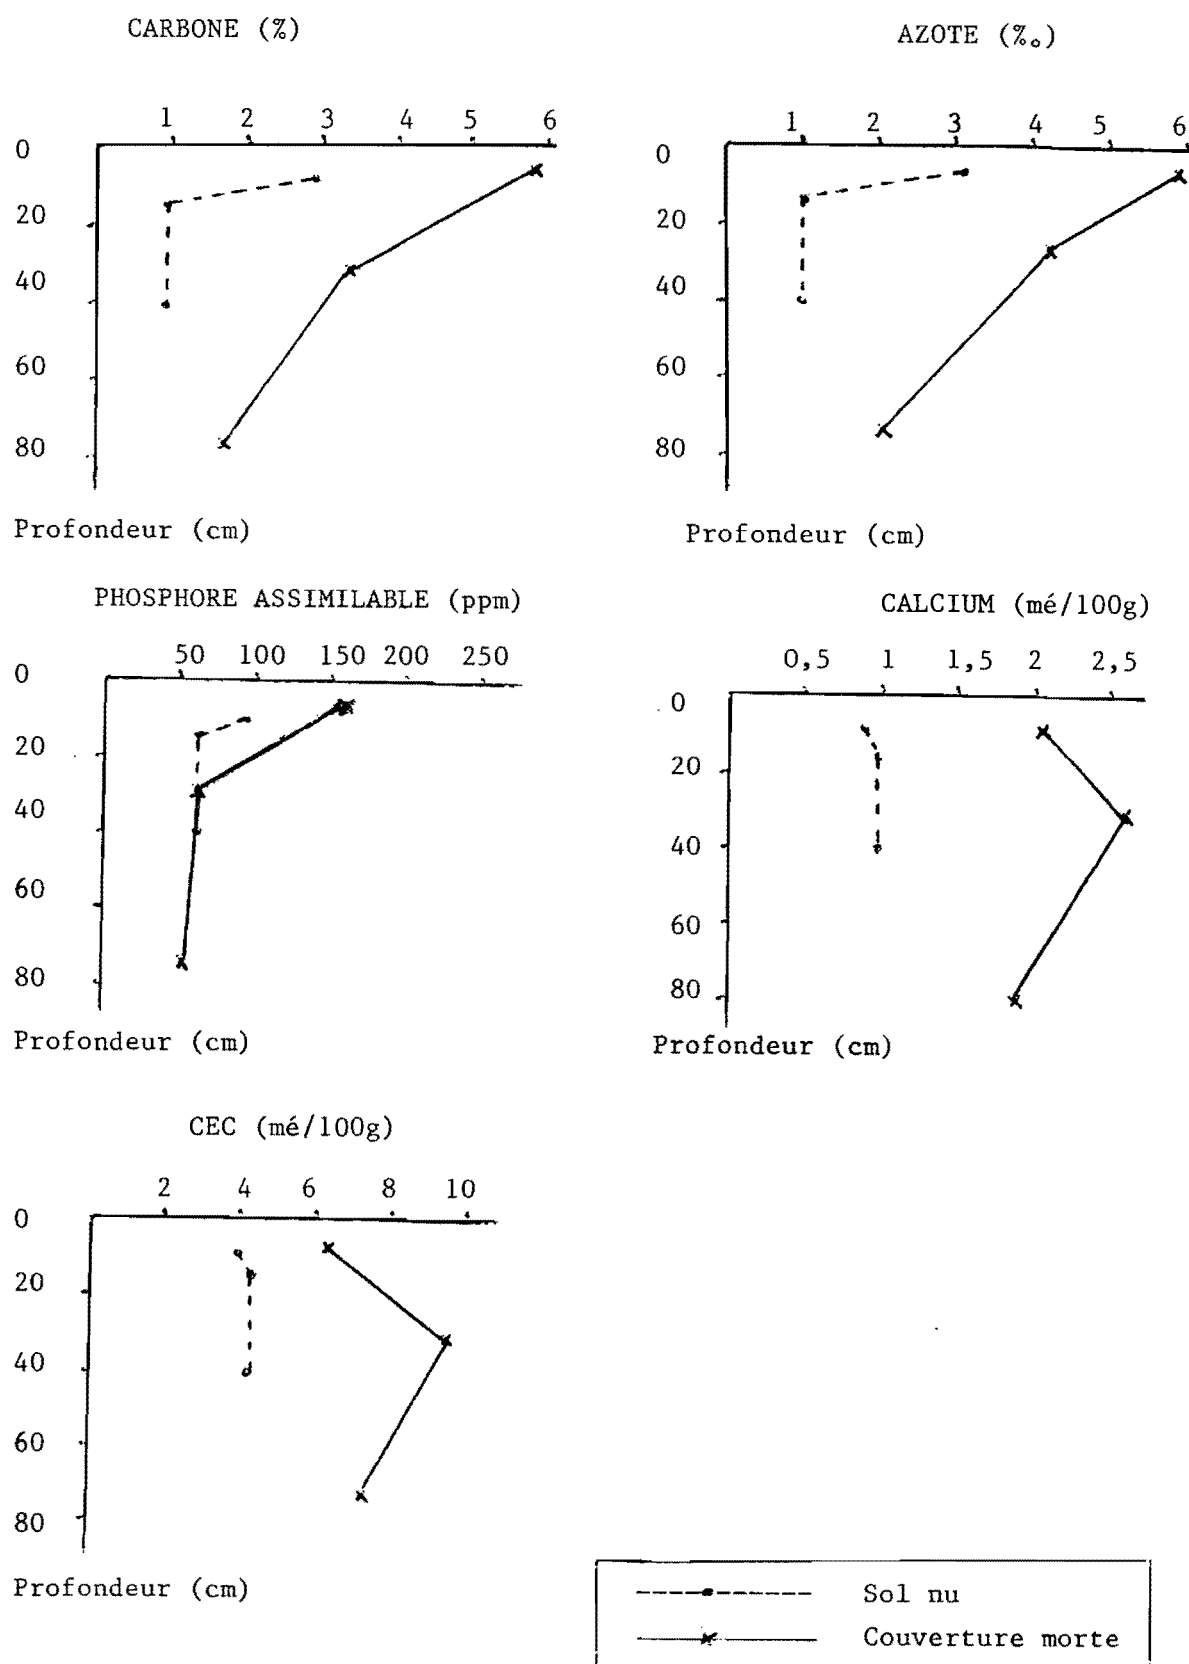 CARBONE (%)
1 2 3 4 5 6
0
20
40
60
80
Profondeur (cm)
AZOTE (‰)
1 2 3 4 5 6
0
20
40
60
80
Profondeur (cm)
PHOSPHORE ASSIMILABLE (ppm)
50 100 150 200 250
0
20
40
60
80
Profondeur (cm)
CALCIUM (mé/100g)
0,5 1 1,5 2 2,5
0
20
40
60
80
Profondeur (cm)
CEC (mé/100g)
2 4 6 8 10
0
20
40
60
80
Profondeur (cm)
Sol nu
Couverture morte